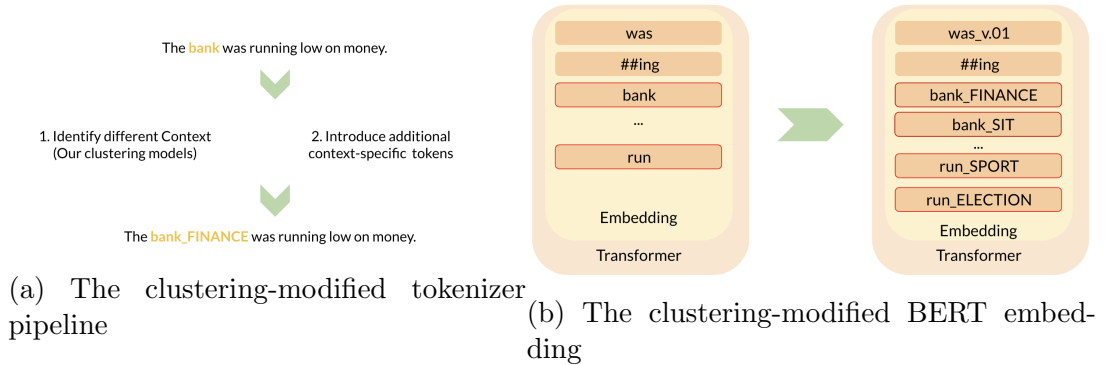 The bank was running low on money.
1. Identify different Context
(Our clustering models)
2. Introduce additional
context-specific tokens
The bank_FINANCE was running low on money.
(a) The clustering-modified tokenizer
pipeline
was
##ing
bank
...
run
Embedding
Transformer
was_v.01
##ing
bank_FINANCE
bank_SIT
...
run_SPORT
run_ELECTION
Embedding
Transformer
(b) The clustering-modified BERT embed-
ding